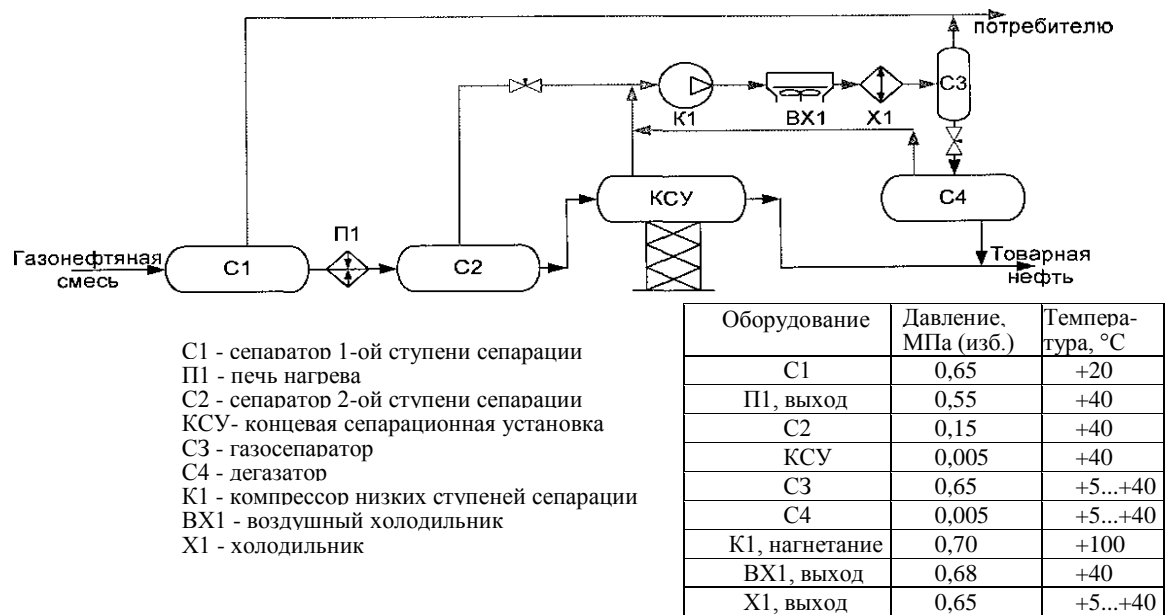 потребителю
С3
К1
ВХ1
Х1
КСУ
С4
П1
Газонефтяная
смесь
С1
С2
Товарная
нефть
С1 - сепаратор 1-ой ступени сепарации
П1 - печь нагрева
С2 - сепаратор 2-ой ступени сепарации
КСУ- концевая сепарационная установка
С3 - газосепаратор
С4 - дегазатор
К1 - компрессор низких ступеней сепарации
ВХ1 - воздушный холодильник
Х1 - холодильник
Оборудование Давление, Темпера-
МПа (изб.) тура, °С
С1 0,65 +20
П1, выход 0,55 +40
С2 0,15 +40
КСУ 0,005 +40
С3 0,65 +5...+40
С4 0,005 +5...+40
К1, нагнетание 0,70 +100
ВХ1, выход 0,68 +40
Х1, выход 0,65 +5...+40